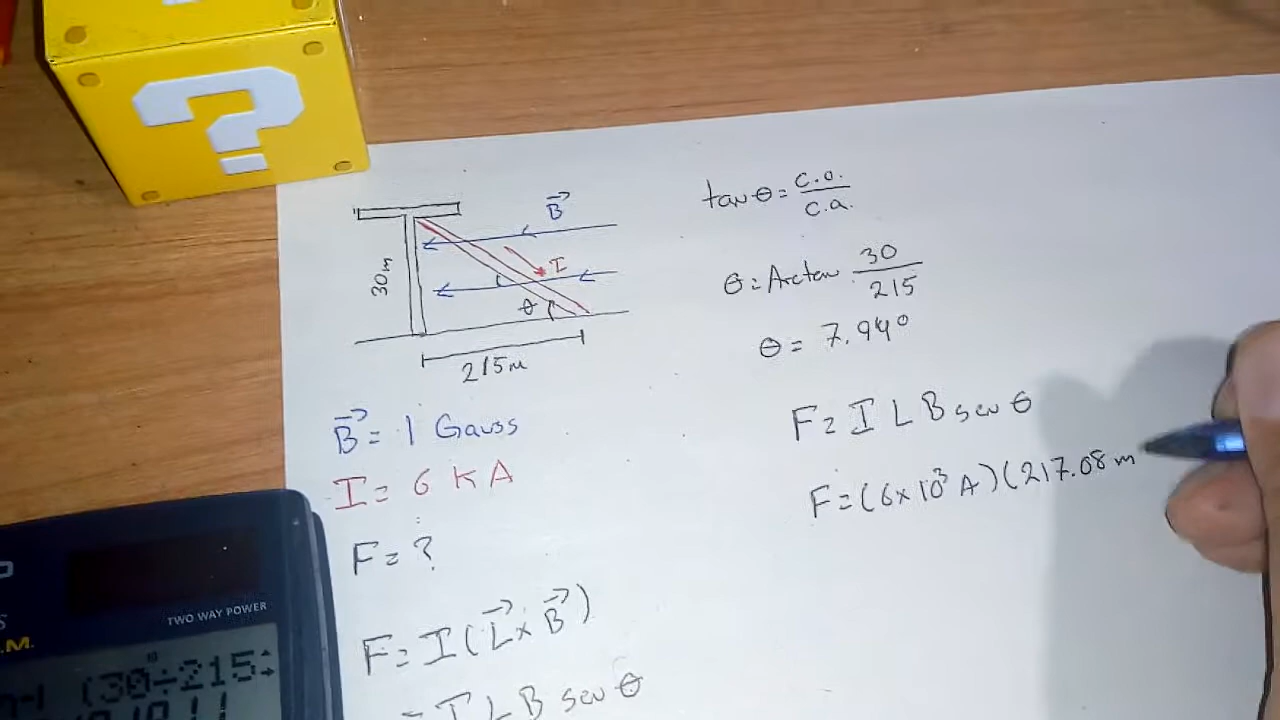 B
I
30m
θ
215m
B = 1 Gauss
I = 6 KA
F = ?
F = I (L x B)
= I L B sen θ
tan θ = c.o. / c.a.
θ = Arctan 30 / 215
θ = 7.94°
F = I L B sen θ
F = (6 x 10³ A) (217.08 m
TWO WAY POWER
(30÷215